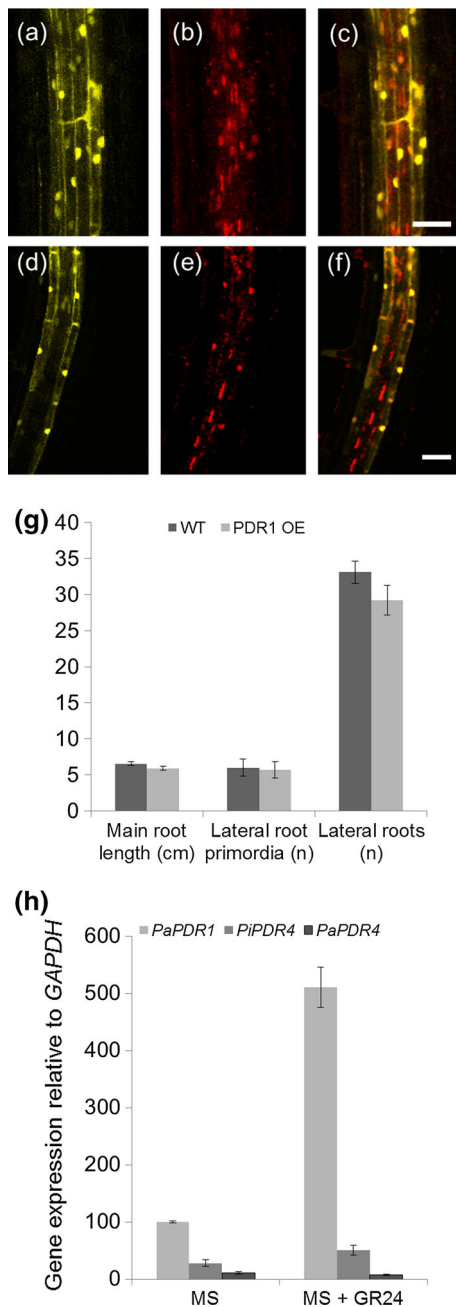 (a) (b) (c)
(d) (e) (f)
(g)
WT PDR1 OE
40
35
30
25
20
15
10
5
0
Main root Lateral root Lateral roots
length (cm) primordia (n) (n)
(h)
PaPDR1 PiPDR4 PaPDR4
Gene expression relative to GAPDH
600
500
400
300
200
100
0
MS MS + GR24